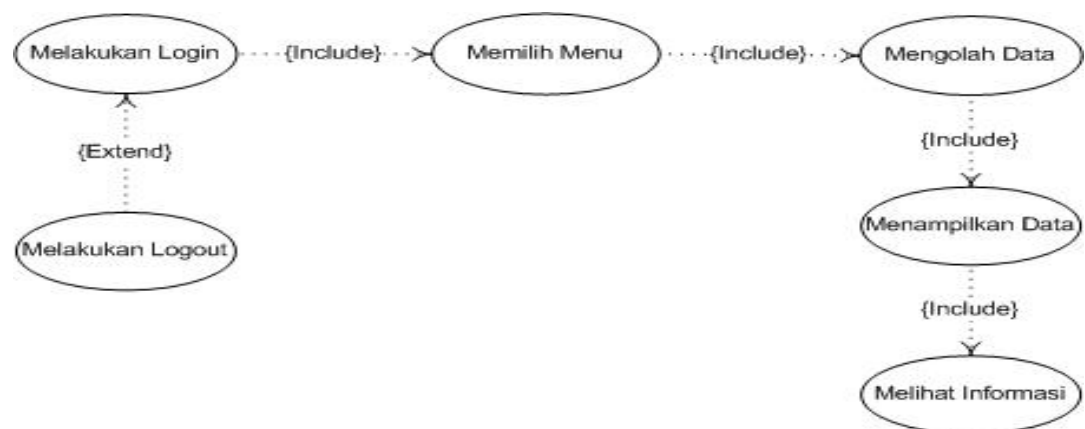 Melakukan Login
{Include}
Memilih Menu
{Include}
Mengolah Data
{Extend}
{Include}
Melakukan Logout
Menampilkan Data
{Include}
Melihat Informasi